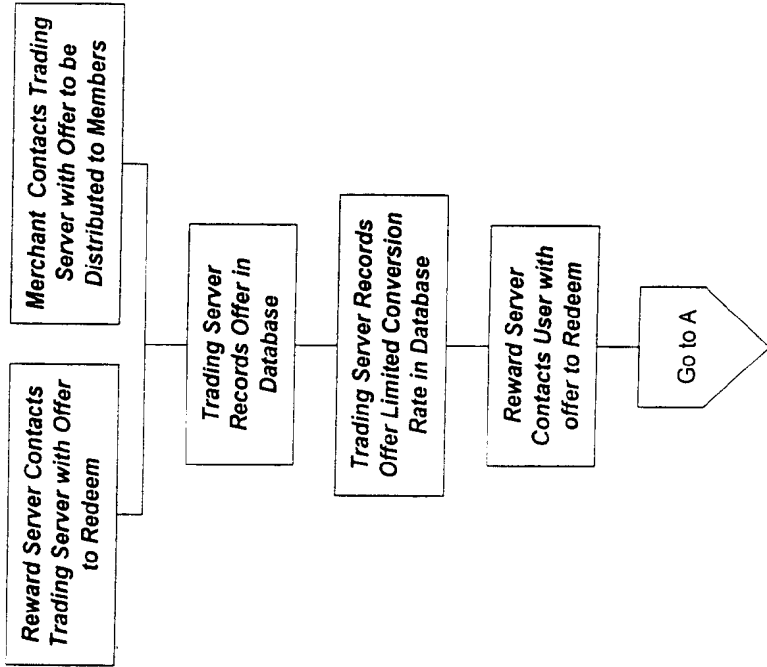 Reward Server Contacts
Trading Server with Offer
to Redeem
Merchant Contacts Trading
Server with Offer to be
Distributed to Members
Trading Server
Records Offer in
Database
Trading Server Records
Offer Limited Conversion
Rate in Database
Reward Server
Contacts User with
offer to Redeem
Go to A